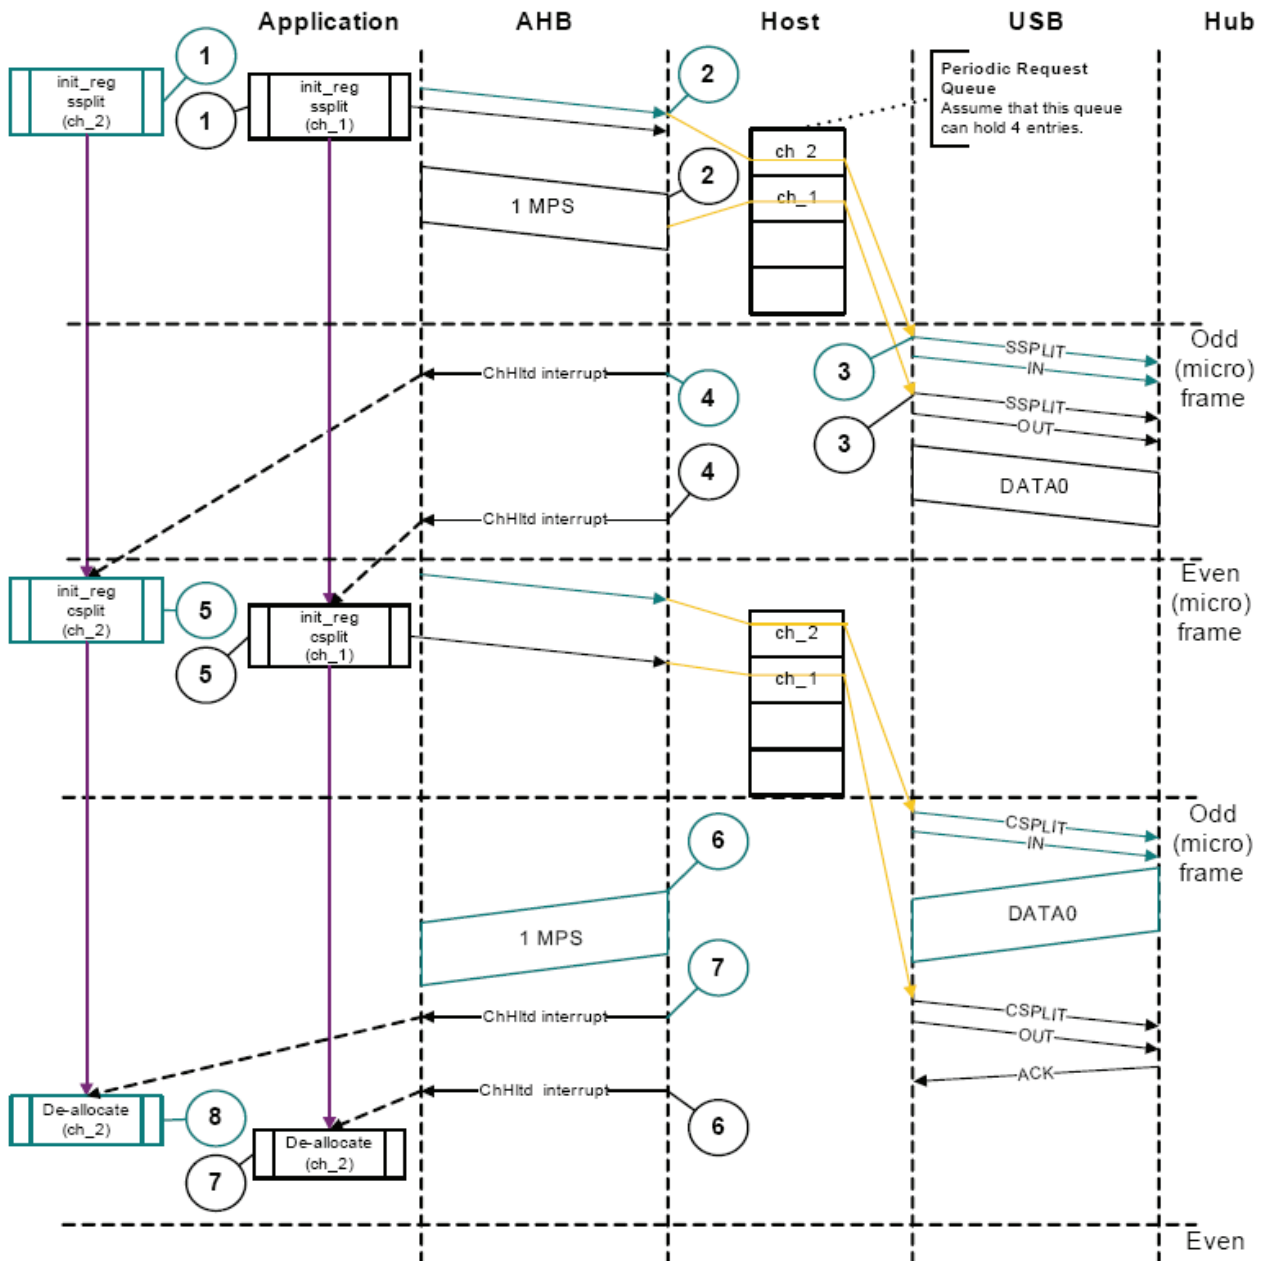 Application
AHB
Host
USB
Hub
1
init_reg
ssplit
(ch_2)
1
init_reg
ssplit
(ch_1)
2
Periodic Request
Queue
Assume that this queue
can hold 4 entries.
ch_2
2
1 MPS
ch_1
Odd
(micro)
frame
SSPLIT
IN
3
ChHltd interrupt
4
SSPLIT
OUT
3
4
DATA0
ChHltd interrupt
Even
(micro)
frame
init_reg
csplit
(ch_2)
5
init_reg
csplit
(ch_1)
5
ch_2
ch_1
Odd
(micro)
frame
CSPLIT
IN
6
DATA0
1 MPS
7
ChHltd interrupt
CSPLIT
OUT
ACK
ChHltd interrupt
De-allocate
(ch_2)
8
6
De-allocate
(ch_2)
7
Even